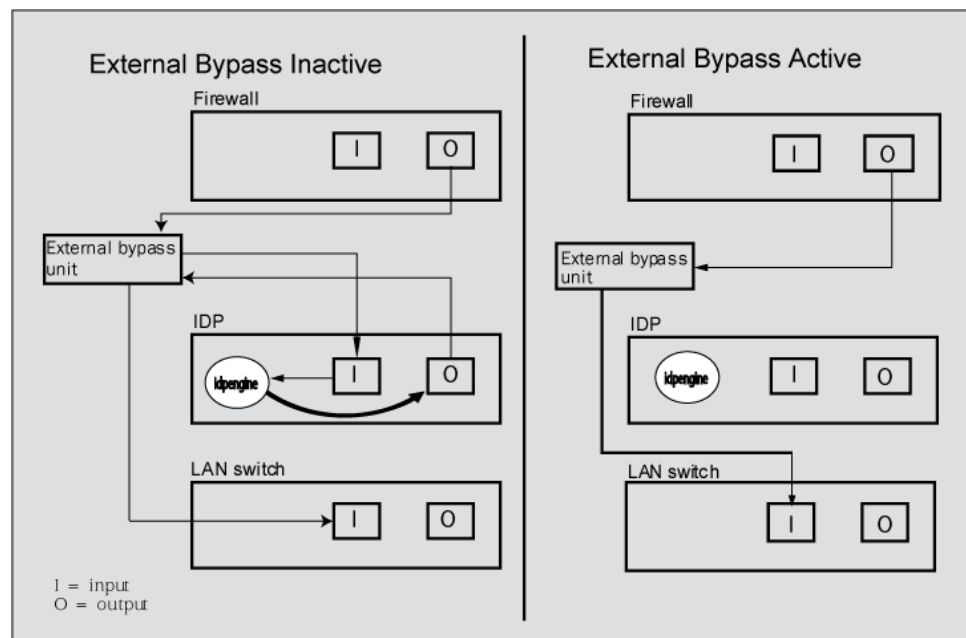 External Bypass Inactive
Firewall
I
O
External bypass
unit
IDP
idpengine
I
O
LAN switch
I
O
I = input
O = output
External Bypass Active
Firewall
I
O
External bypass
unit
IDP
idpengine
I
O
LAN switch
I
O